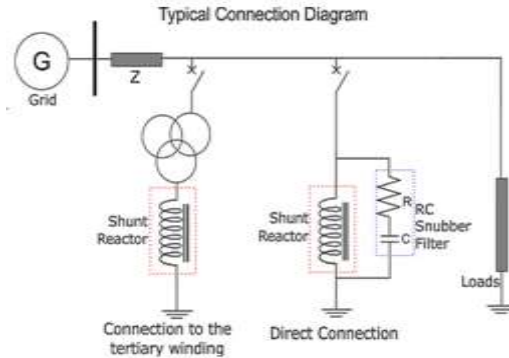 Typical Connection Diagram
G
Grid
Z
Shunt
Reactor
Shunt
Reactor
R
C
RC
Snubber
Filter
Loads
Connection to the
tertiary winding
Direct Connection